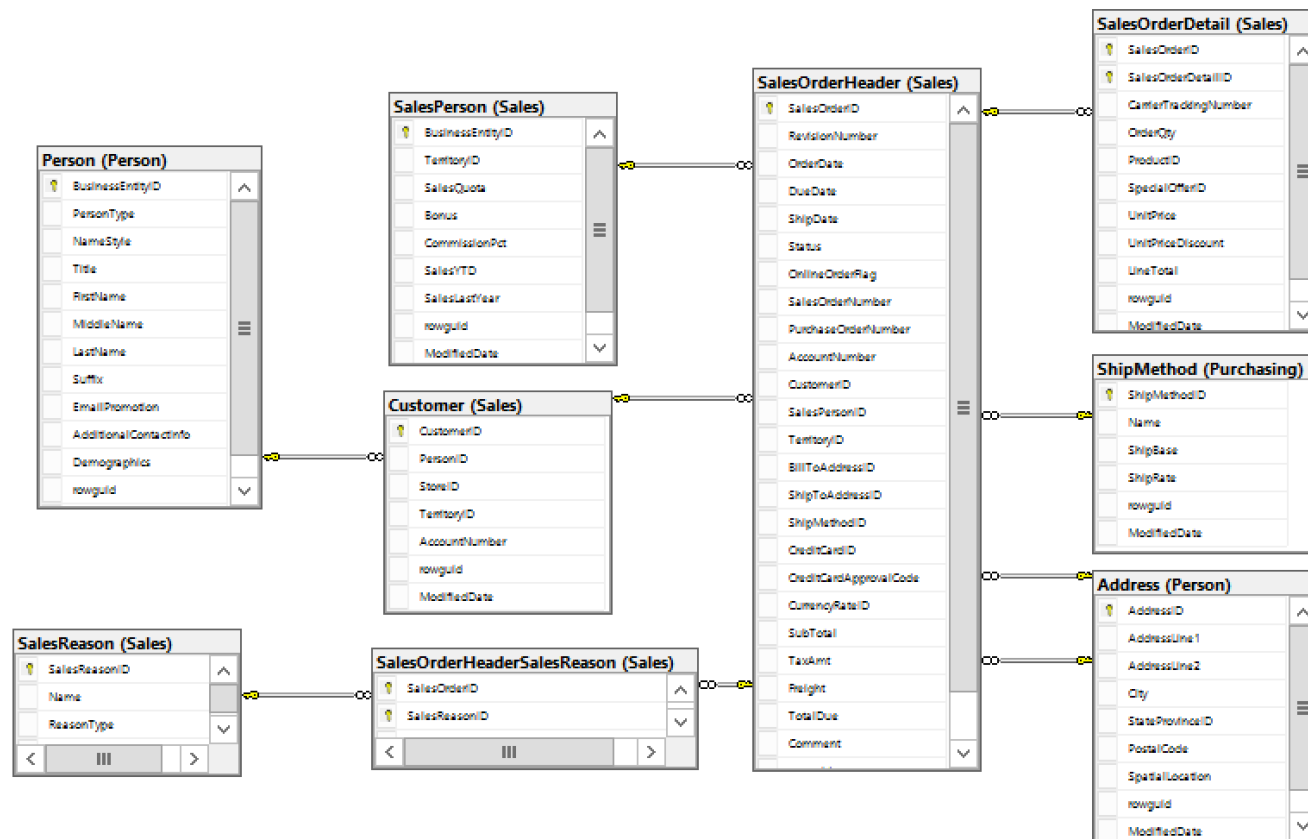 Person (Person)
BusinessEntityID
PersonType
NameStyle
Title
FirstName
MiddleName
LastName
Suffix
EmailPromotion
AdditionalContactInfo
Demographics
rowguid
SalesPerson (Sales)
BusinessEntityID
TerritoryID
SalesQuota
Bonus
CommissionPct
SalesYTD
SalesLastYear
rowguid
ModifiedDate
Customer (Sales)
CustomerID
PersonID
StoreID
TerritoryID
AccountNumber
rowguid
ModifiedDate
SalesReason (Sales)
SalesReasonID
Name
ReasonType
SalesOrderHeaderSalesReason (Sales)
SalesOrderID
SalesReasonID
SalesOrderHeader (Sales)
SalesOrderID
RevisionNumber
OrderDate
DueDate
ShipDate
Status
OnlineOrderFlag
SalesOrderNumber
PurchaseOrderNumber
AccountNumber
CustomerID
SalesPersonID
TerritoryID
BillToAddressID
ShipToAddressID
ShipMethodID
CreditCardID
CreditCardApprovalCode
CurrencyRateID
SubTotal
TaxAmt
Freight
TotalDue
Comment
SalesOrderDetail (Sales)
SalesOrderID
SalesOrderDetailID
CarrierTrackingNumber
OrderQty
ProductID
SpecialOfferID
UnitPrice
UnitPriceDiscount
LineTotal
rowguid
ModifiedDate
ShipMethod (Purchasing)
ShipMethodID
Name
ShipBase
ShipRate
rowguid
ModifiedDate
Address (Person)
AddressID
AddressLine1
AddressLine2
City
StateProvinceID
PostalCode
SpatialLocation
rowguid
ModifiedDate